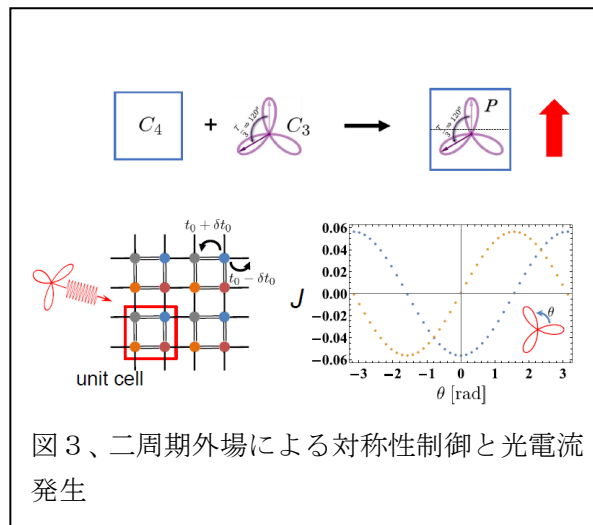 C₄ + C₃ P
T/3 ⇒ 120° T/3 ⇒ 120°
t₀ + δt₀
t₀ − δt₀
unit cell
0.06
0.04
0.02
J 0.00
−0.02
−0.04
−0.06
θ
−3 −2 −1 0 1 2 3
θ [rad]
図３、二周期外場による対称性制御と光電流
発生